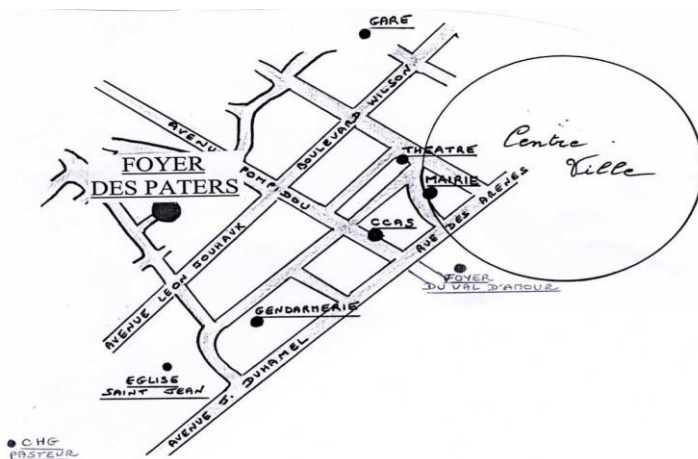 GARE
AVENUE
POMPIDOU
BOULEVARD WILSON
Centre
Ville
THEATRE
FOYER
DES PATERS
MAIRIE
CCAS
RUE DES ARENES
AVENUE LEON JOUHAUX
FOYER
DU VAL D'AMOUR
GENDARMERIE
EGLISE
SAINT JEAN
AVENUE J. DUHAMEL
CHG
PASTEUR